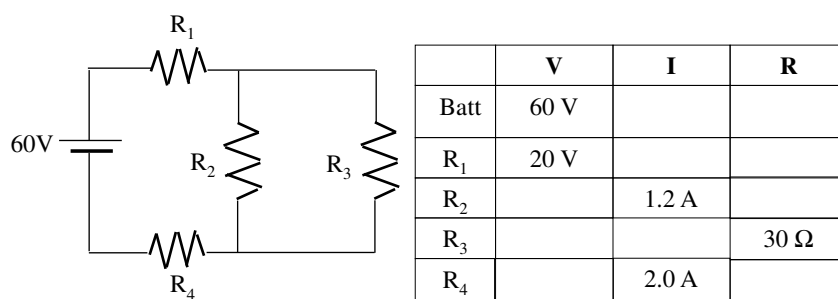 R1
60V
R2
R3
R4
V I R
Batt 60 V
R1 20 V
R2 1.2 A
R3 30 Ω
R4 2.0 A